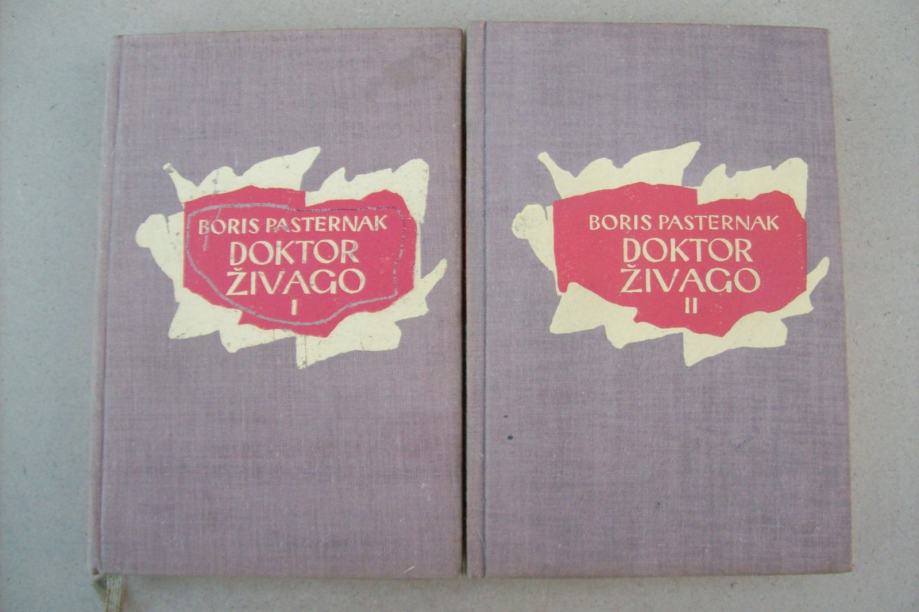 BORIS PASTERNAK
DOKTOR
ŽIVAGO
I
BORIS PASTERNAK
DOKTOR
ŽIVAGO
II